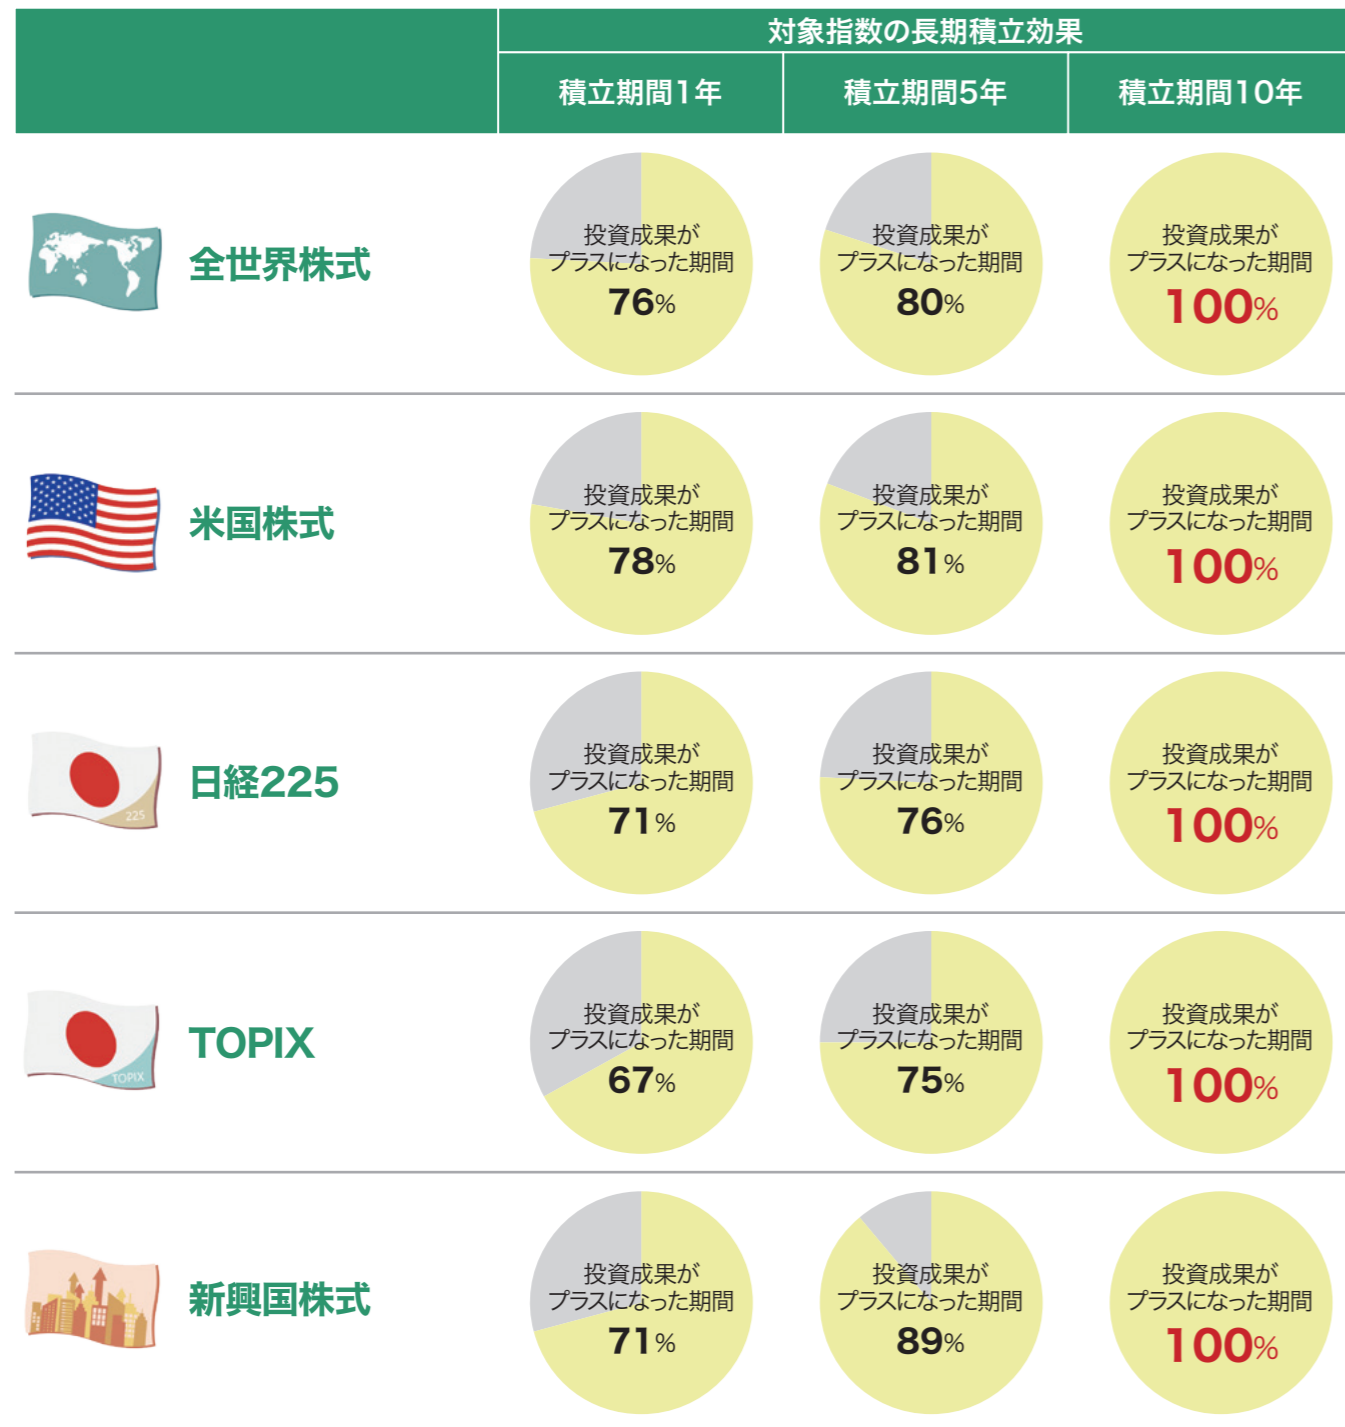 対象指数の長期積立効果
積立期間1年
積立期間5年
積立期間10年
全世界株式
投資成果が
プラスになった期間
76%
投資成果が
プラスになった期間
80%
投資成果が
プラスになった期間
100%
米国株式
投資成果が
プラスになった期間
78%
投資成果が
プラスになった期間
81%
投資成果が
プラスになった期間
100%
225
日経225
投資成果が
プラスになった期間
71%
投資成果が
プラスになった期間
76%
投資成果が
プラスになった期間
100%
TOPIX
TOPIX
投資成果が
プラスになった期間
67%
投資成果が
プラスになった期間
75%
投資成果が
プラスになった期間
100%
新興国株式
投資成果が
プラスになった期間
71%
投資成果が
プラスになった期間
89%
投資成果が
プラスになった期間
100%